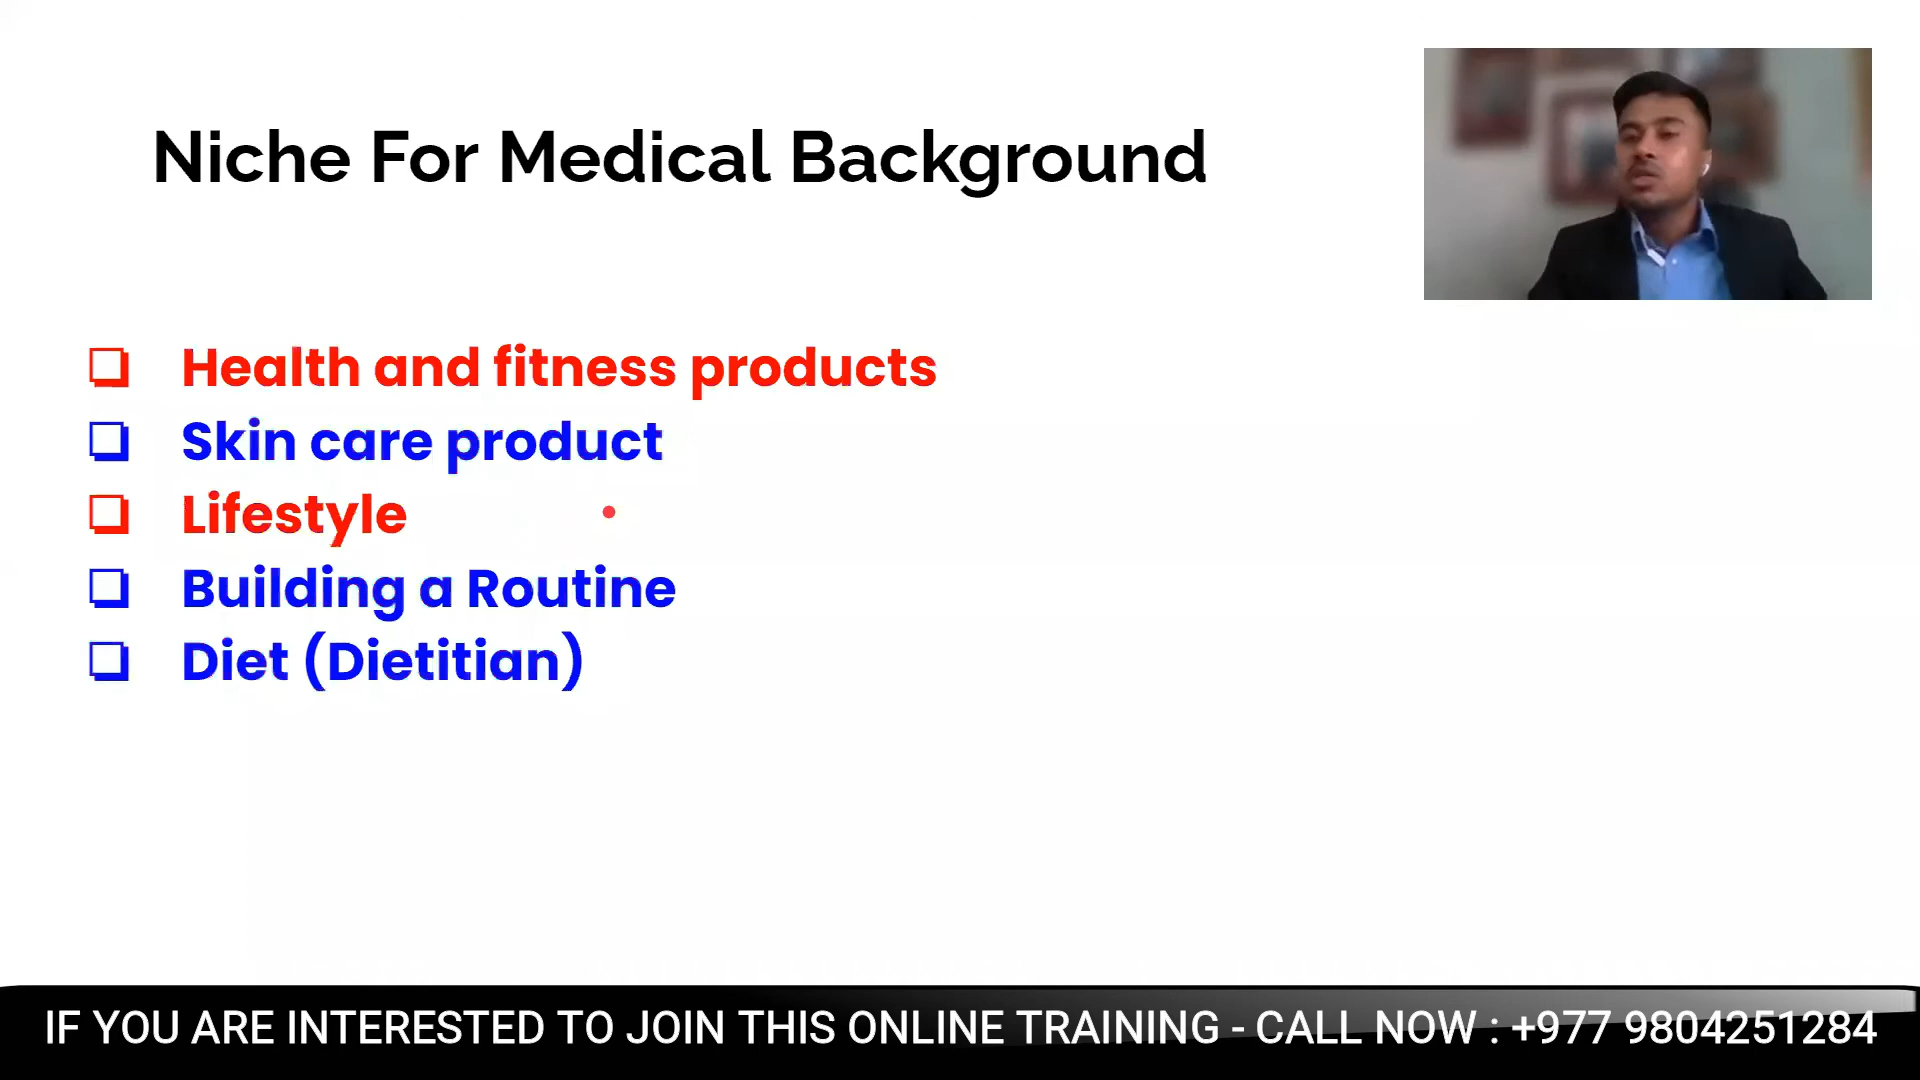 Niche For Medical Background
❏ Health and fitness products
❏ Skin care product
❏ Lifestyle
❏ Building a Routine
❏ Diet (Dietitian)
IF YOU ARE INTERESTED TO JOIN THIS ONLINE TRAINING - CALL NOW : +977 9804251284